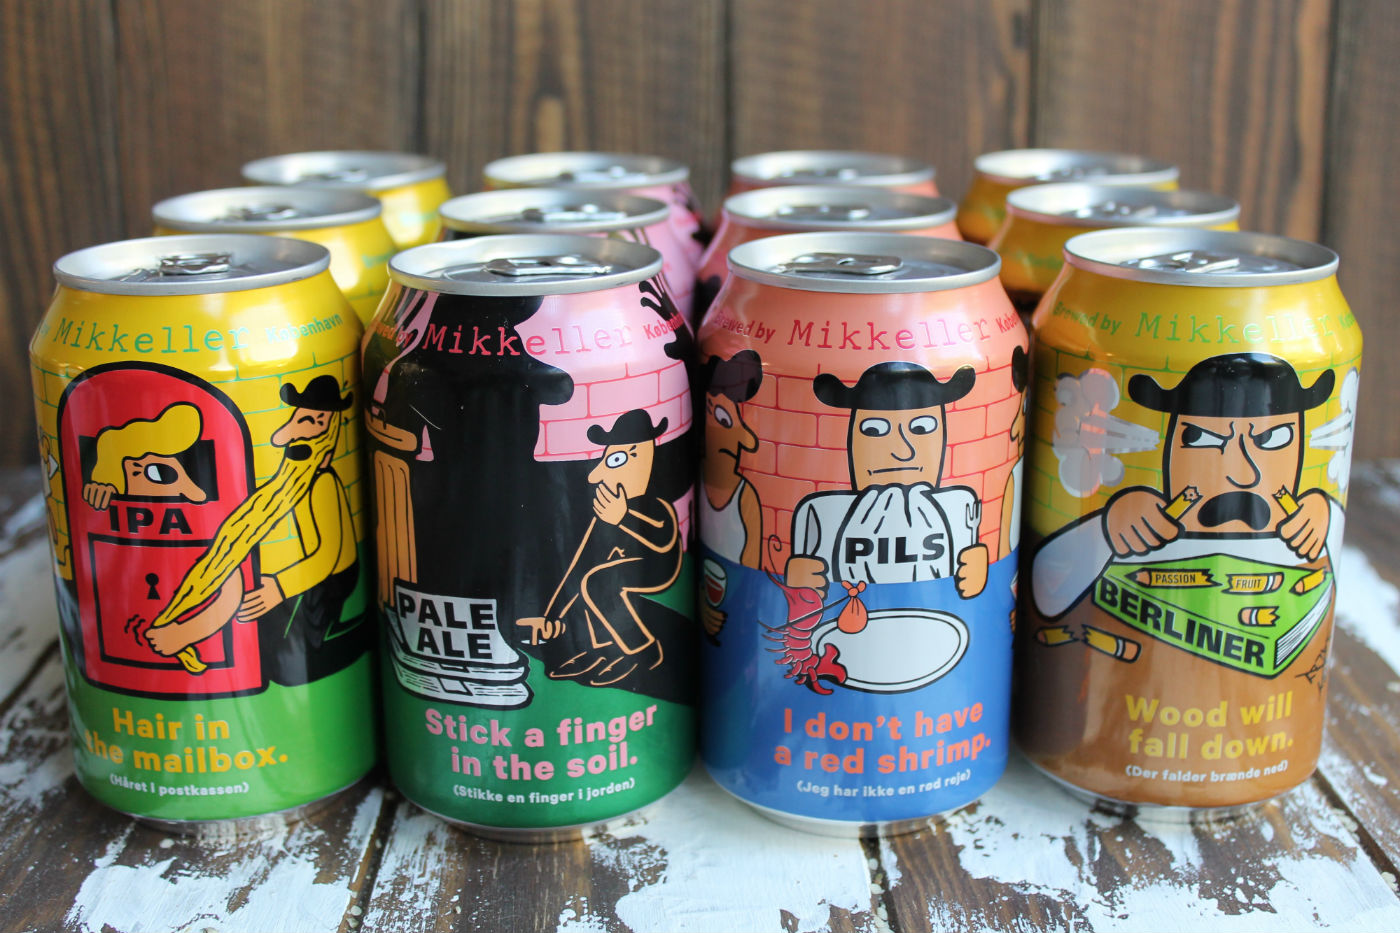 Mikkeller København
IPA
Hair in
the mailbox.
(Håret i postkassen)
Brewed by Mikkeller
PALE
ALE
Stick a finger
in the soil.
(Stikke en finger i jorden)
Brewed by Mikkeller
PILS
I don't have
a red shrimp.
(Jeg har ikke en rød reje)
Brewed by Mikkeller
PASSION FRUIT
BERLINER
Wood will
fall down.
(Der falder brænde ned)